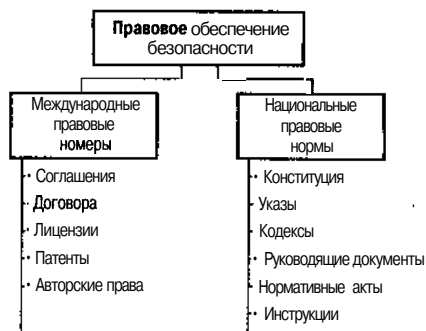 Правовое обеспечение
безопасности
Международные
правовые
номеры
• Соглашения
Договора
• Лицензии
• Патенты
• Авторские права
Национальные
правовые
нормы
• Конституция
Указы
• Кодексы
• Руководящие документы
Нормативные акты
• Инструкции